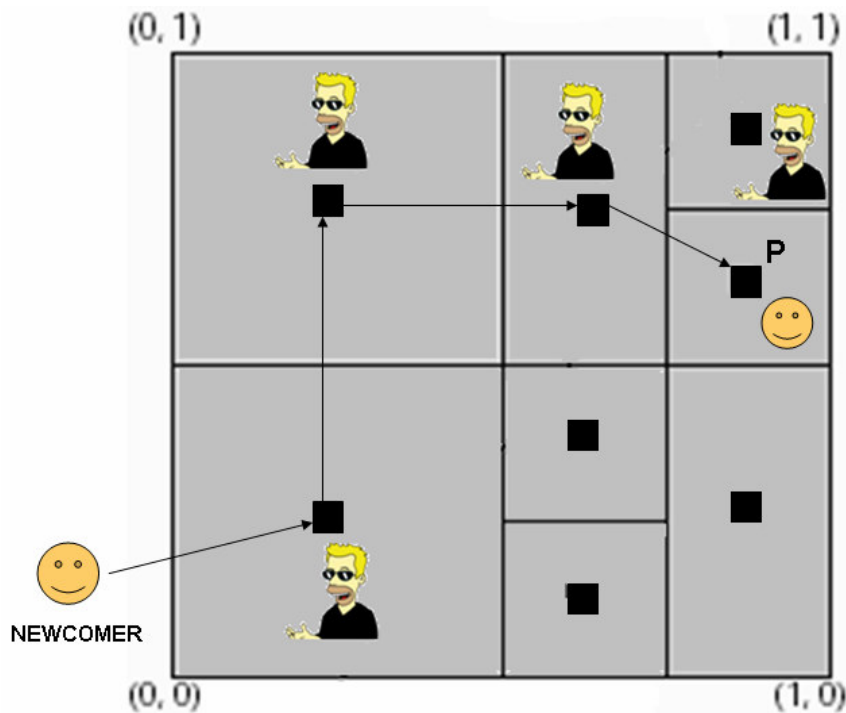 (0, 1)
(1, 1)
P
NEWCOMER
(0, 0)
(1, 0)